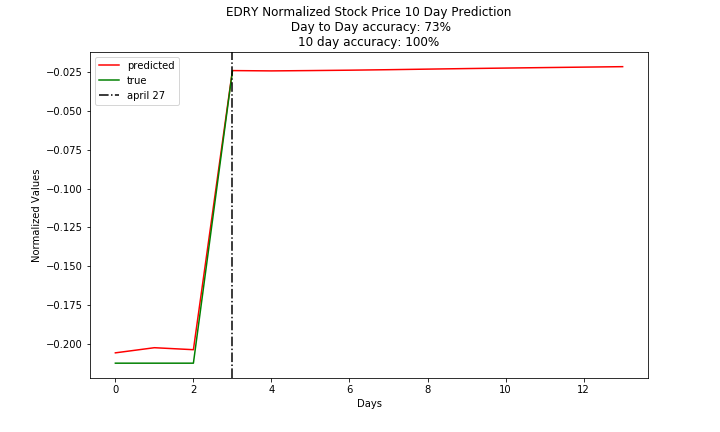 EDRY Normalized Stock Price 10 Day Prediction
Day to Day accuracy: 73%
10 day accuracy: 100%
predicted
true
april 27
−0.025
−0.050
−0.075
−0.100
−0.125
−0.150
−0.175
−0.200
Normalized Values
0 2 4 6 8 10 12
Days